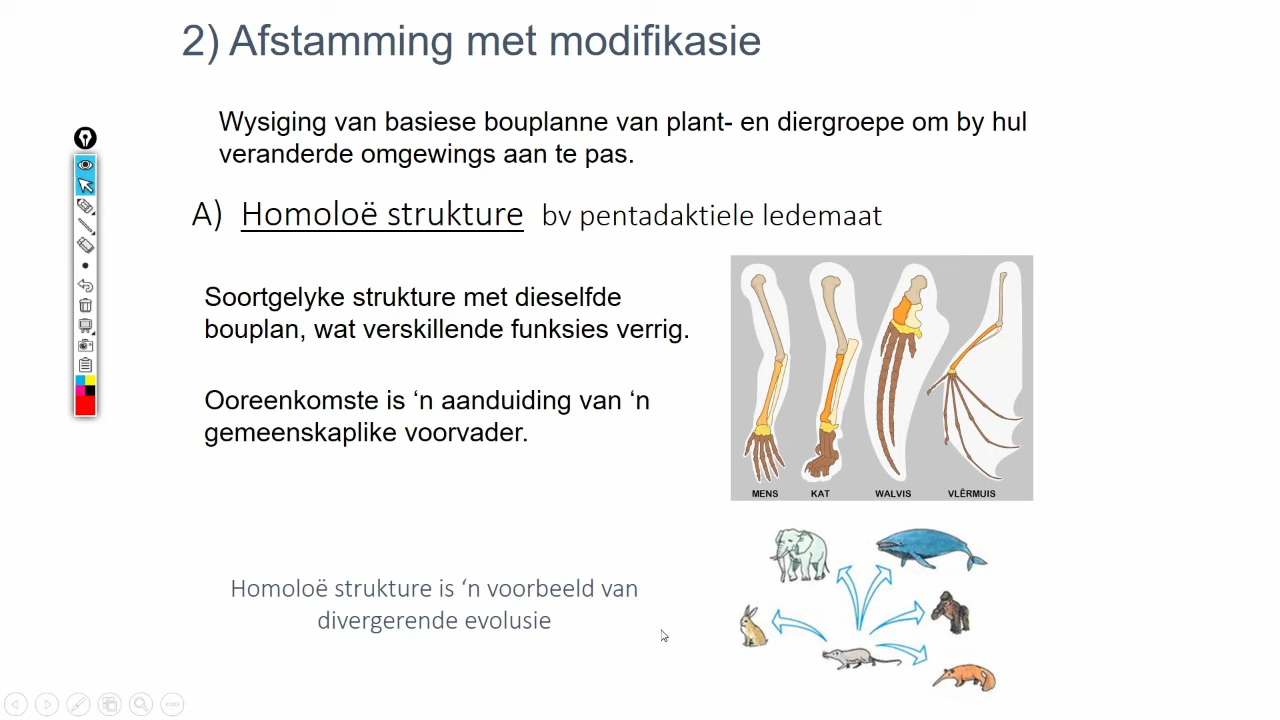 2) Afstamming met modifikasie
Wysiging van basiese bouplanne van plant- en diergroepe om by hul
veranderde omgewings aan te pas.
A) Homoloë strukture bv pentadaktiele ledemaat
Soortgelyke strukture met dieselfde
bouplan, wat verskillende funksies verrig.
Ooreenkomste is ‘n aanduiding van ‘n
gemeenskaplike voorvader.
MENS KAT WALVIS VLÊRMUIS
Homoloë strukture is ‘n voorbeeld van
divergerende evolusie